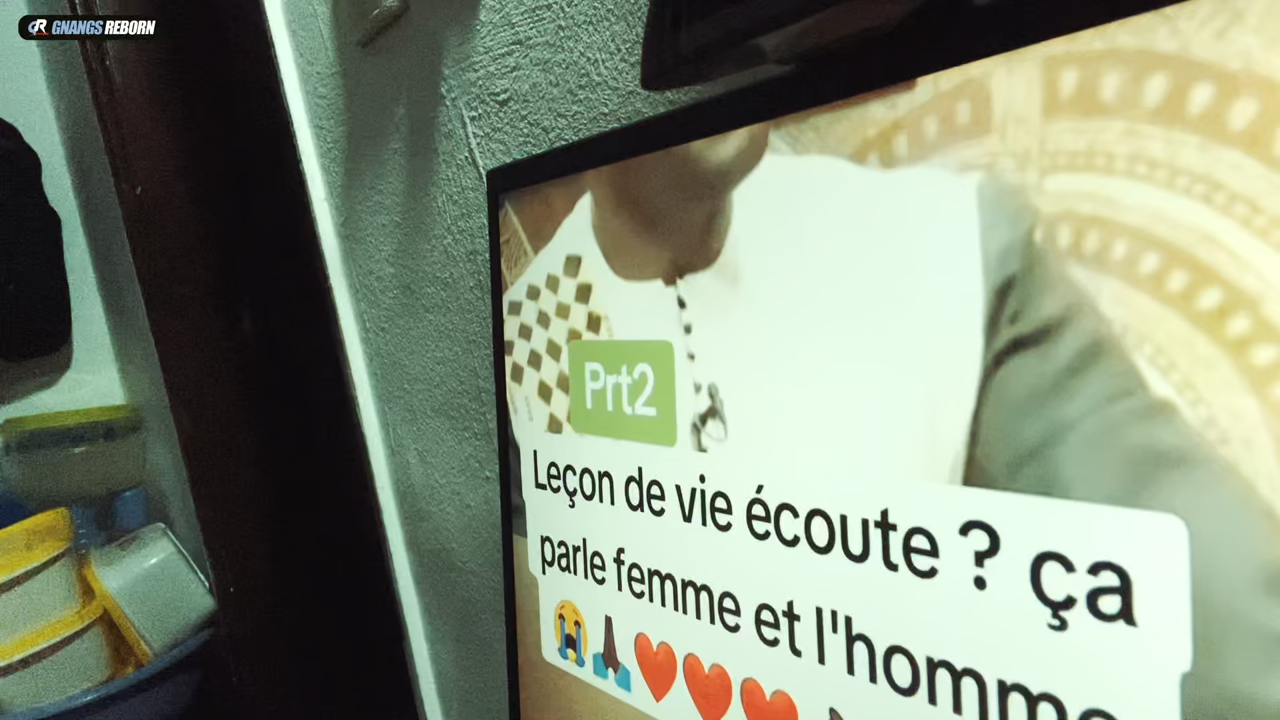 GNANGS REBORN
Prt2
Leçon de vie écoute ? ça
parle femme et l'homme
😭🙏🏿❤️❤️❤️